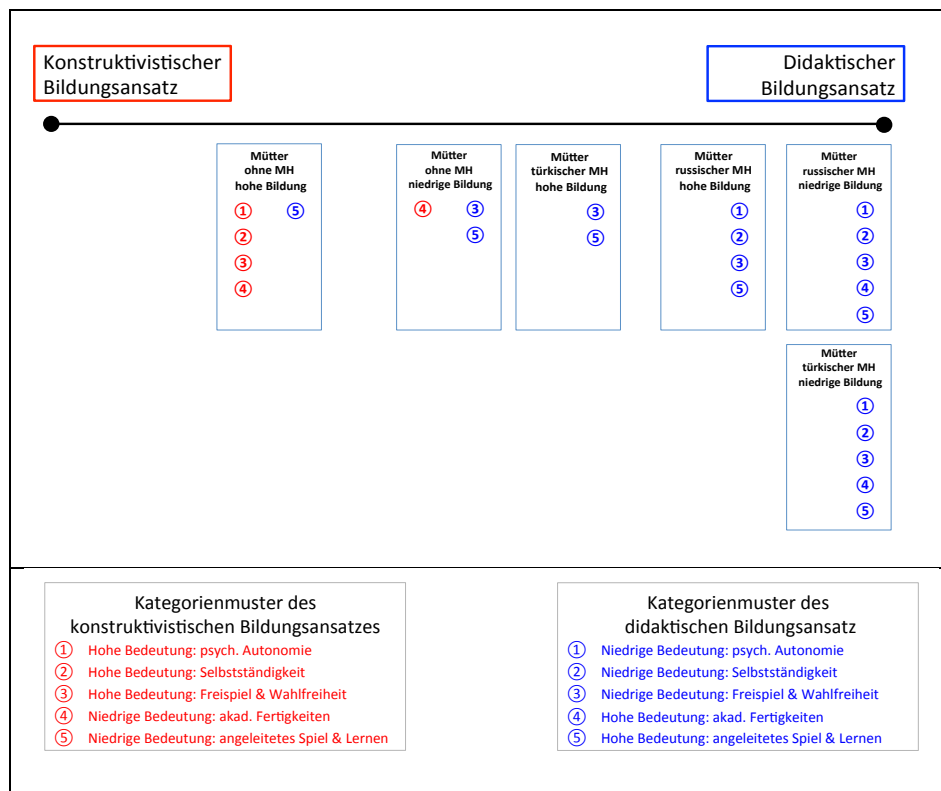 Konstruktivistischer
Bildungsansatz
Didaktischer
Bildungsansatz
Mütter
ohne MH
hohe Bildung
① ⑤
②
③
④
Mütter
ohne MH
niedrige Bildung
④ ③
⑤
Mütter
türkischer MH
hohe Bildung
③
⑤
Mütter
russischer MH
hohe Bildung
①
②
③
⑤
Mütter
russischer MH
niedrige Bildung
①
②
③
④
⑤
Mütter
türkischer MH
niedrige Bildung
①
②
③
④
⑤
Kategorienmuster des
konstruktivistischen Bildungsansatzes
① Hohe Bedeutung: psych. Autonomie
② Hohe Bedeutung: Selbstständigkeit
③ Hohe Bedeutung: Freispiel & Wahlfreiheit
④ Niedrige Bedeutung: akad. Fertigkeiten
⑤ Niedrige Bedeutung: angeleitetes Spiel & Lernen
Kategorienmuster des
didaktischen Bildungsansatz
① Niedrige Bedeutung: psych. Autonomie
② Niedrige Bedeutung: Selbstständigkeit
③ Niedrige Bedeutung: Freispiel & Wahlfreiheit
④ Hohe Bedeutung: akad. Fertigkeiten
⑤ Hohe Bedeutung: angeleitetes Spiel & Lernen